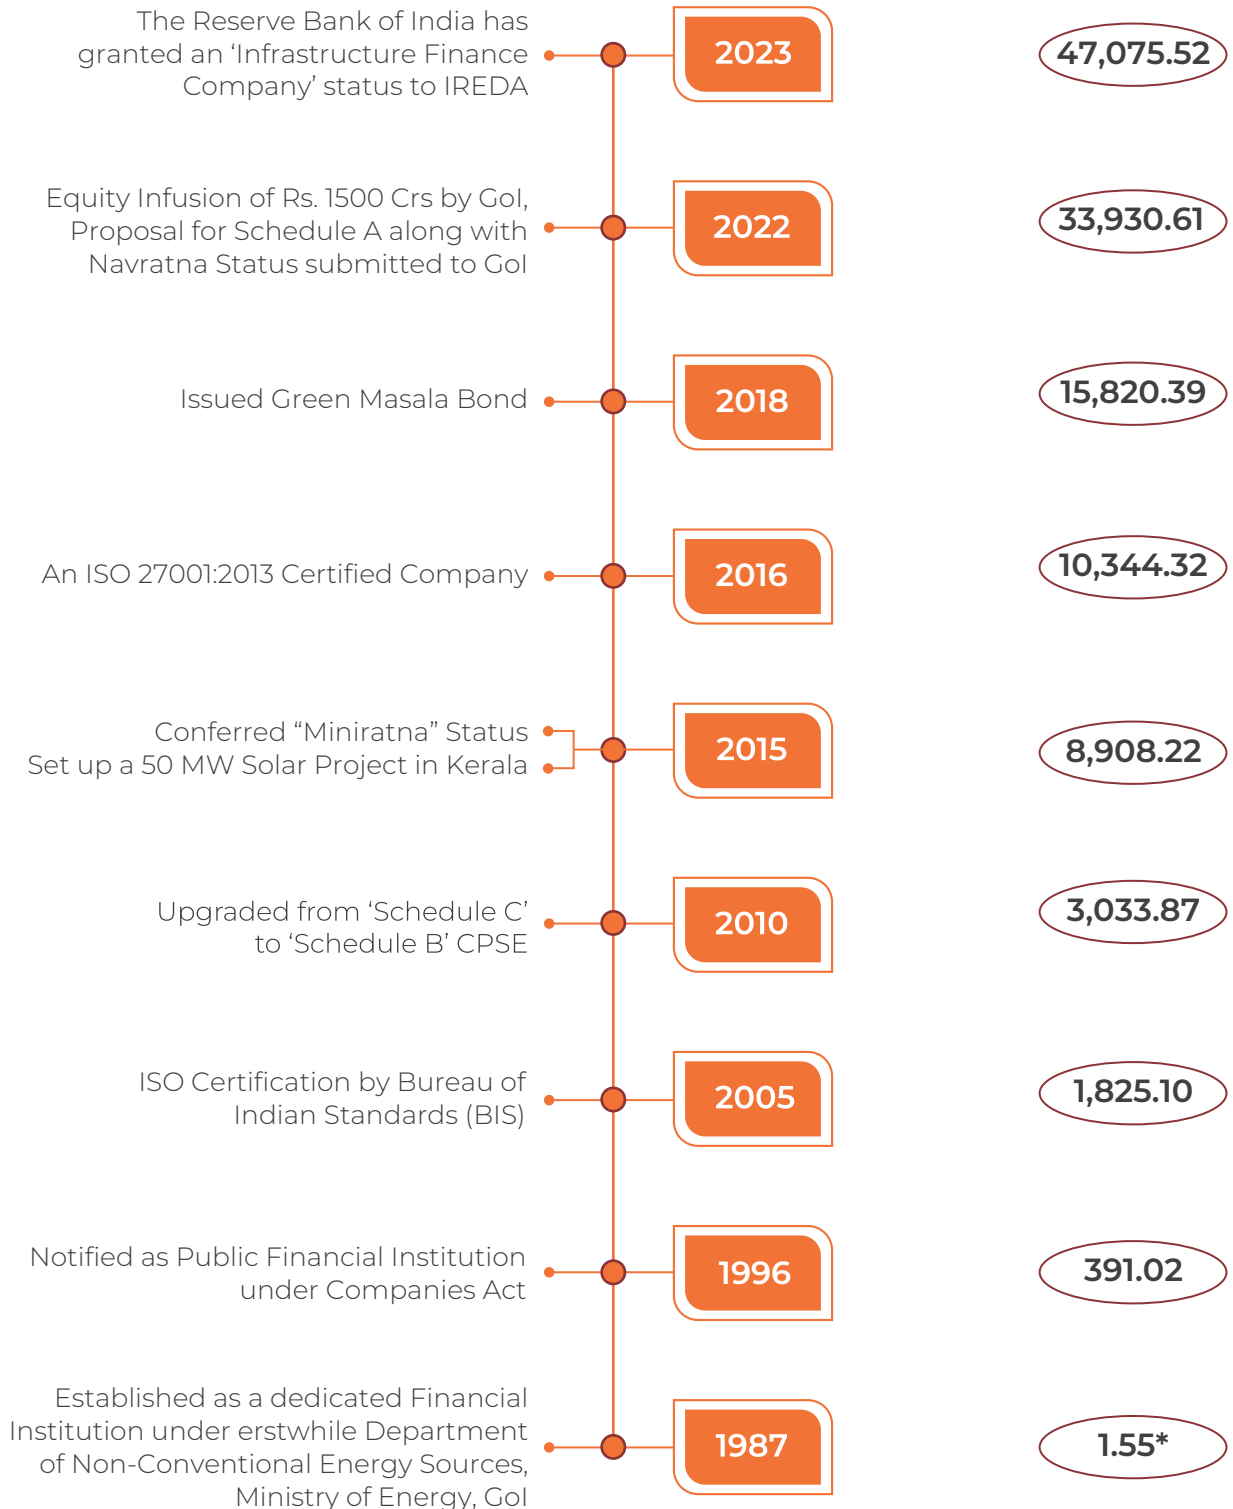 The Reserve Bank of India has
granted an ‘Infrastructure Finance
Company’ status to IREDA
2023
47,075.52
Equity Infusion of Rs. 1500 Crs by GoI,
Proposal for Schedule A along with
Navratna Status submitted to GoI
2022
33,930.61
Issued Green Masala Bond
2018
15,820.39
An ISO 27001:2013 Certified Company
2016
10,344.32
Conferred “Miniratna” Status
Set up a 50 MW Solar Project in Kerala
2015
8,908.22
Upgraded from ‘Schedule C’
to ‘Schedule B’ CPSE
2010
3,033.87
ISO Certification by Bureau of
Indian Standards (BIS)
2005
1,825.10
Notified as Public Financial Institution
under Companies Act
1996
391.02
Established as a dedicated Financial
Institution under erstwhile Department
of Non-Conventional Energy Sources,
Ministry of Energy, GoI
1987
1.55*